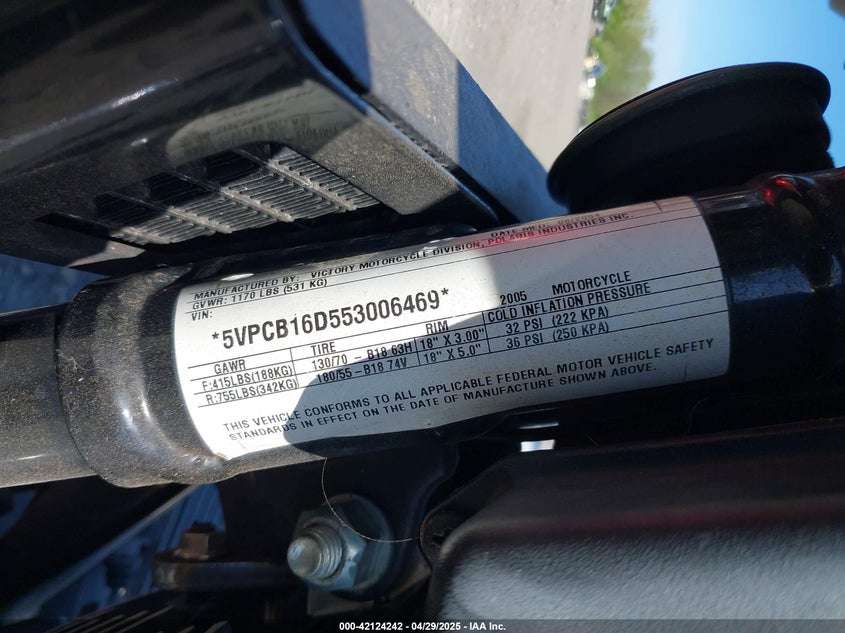 DATE MFD: 08/2004
MANUFACTURED BY: VICTORY MOTORCYCLE DIVISION, POLARIS INDUSTRIES INC.
GVWR: 1170 LBS (531 KG)
VIN:
*5VPCB16D553006469*
2005 MOTORCYCLE
GAWR TIRE RIM COLD INFLATION PRESSURE
F:415LBS(188KG) 130/70 - B18 63H 18" X 3.00" 32 PSI (222 KPA)
R:755LBS(342KG) 180/55 -B18 74V 18" X 5.0" 36 PSI (250 KPA)
THIS VEHICLE CONFORMS TO ALL APPLICABLE FEDERAL MOTOR VEHICLE SAFETY
STANDARDS IN EFFECT ON THE DATE OF MANUFACTURE SHOWN ABOVE.
000-42124242 - 04/29/2025 - © IAA Inc.